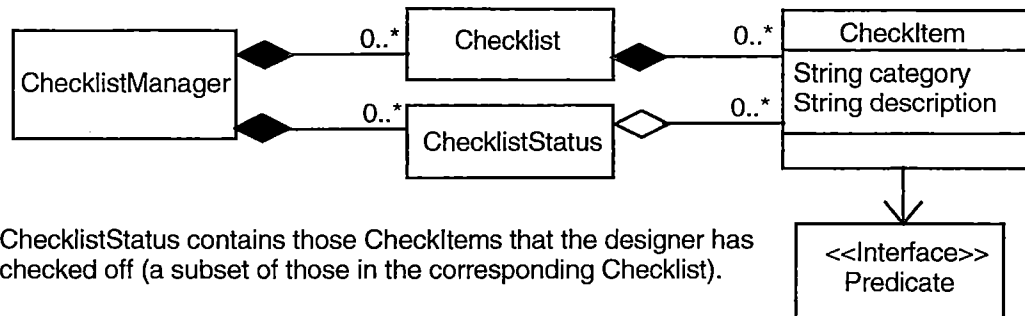 ChecklistManager
0..*
Checklist
0..*
CheckItem
String category
String description
0..*
ChecklistStatus
0..*
ChecklistStatus contains those CheckItems that the designer has
checked off (a subset of those in the corresponding Checklist).
<<Interface>>
Predicate